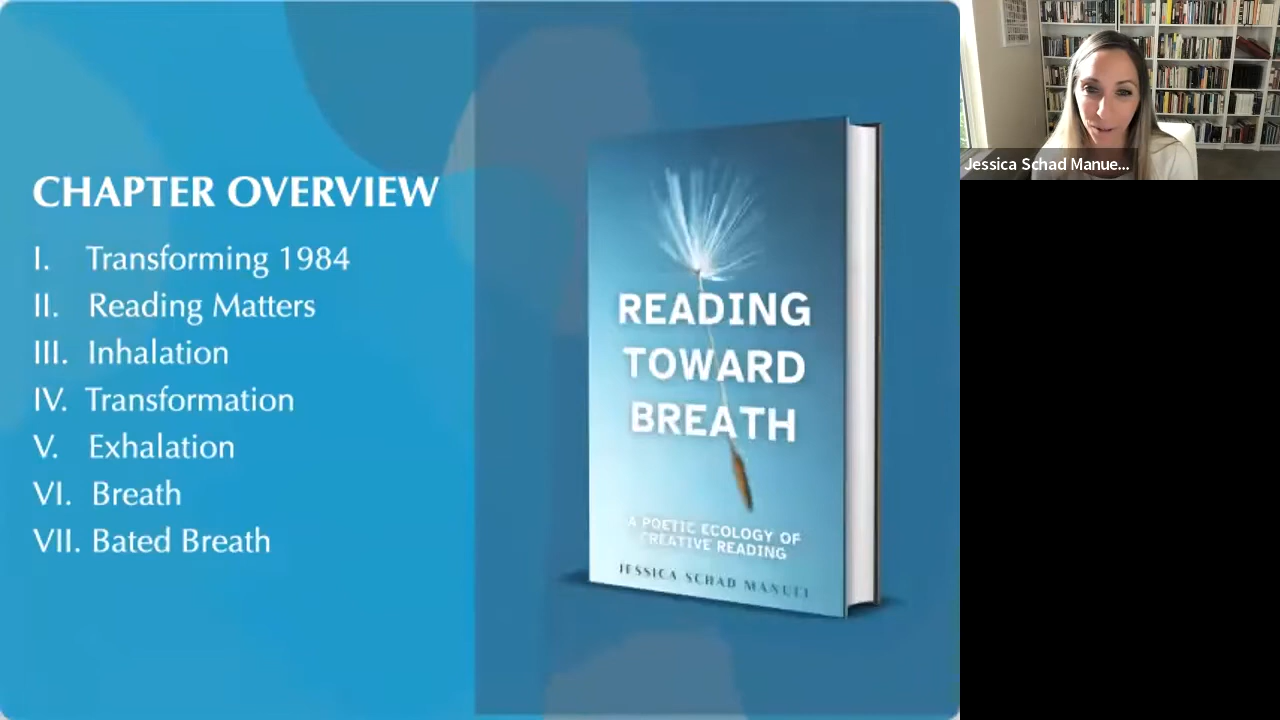 CHAPTER OVERVIEW
I. Transforming 1984
II. Reading Matters
III. Inhalation
IV. Transformation
V. Exhalation
VI. Breath
VII. Bated Breath
READING
TOWARD
BREATH
A POETIC ECOLOGY OF
CREATIVE READING
JESSICA SCHAD MANUEL
Jessica Schad Manue...